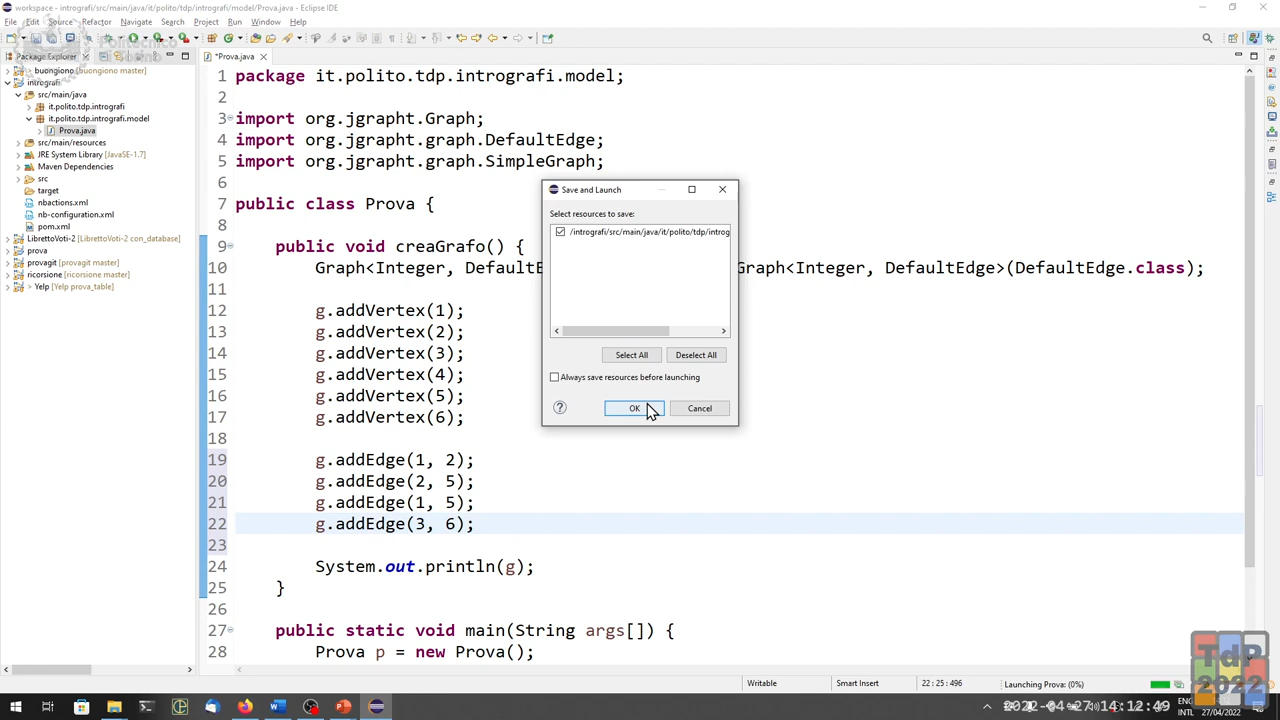 workspace - intrografi/src/main/java/it/polito/tdp/intrografi/model/Prova.java - Eclipse IDE
File Edit Source Refactor Navigate Search Project Run Window Help
Politecnico
Package Explorer
*Prova.java
buongiono (buongiono master)
intrografi
src/main/java
it.polito.tdp.intrografi
it.polito.tdp.intrografi.model
Prova.java
src/main/resources
JRE System Library [JavaSE-1.7]
Maven Dependencies
src
target
nbactions.xml
nb-configuration.xml
pom.xml
LibrettoVoti-2 (LibrettoVoti-2 con_database)
prova
provagit (provagit master)
ricorsione (ricorsione master)
> Yelp (Yelp prova_table)
1 package it.polito.tdp.intrografi.model;
2
3 import org.jgrapht.Graph;
4 import org.jgrapht.graph.DefaultEdge;
5 import org.jgrapht.graph.SimpleGraph;
6
7 public class Prova {
8
9 public void creaGrafo() {
10 Graph<Integer, DefaultE Graph<Integer, DefaultEdge>(DefaultEdge.class);
11
12 g.addVertex(1);
13 g.addVertex(2);
14 g.addVertex(3);
15 g.addVertex(4);
16 g.addVertex(5);
17 g.addVertex(6);
18
19 g.addEdge(1, 2);
20 g.addEdge(2, 5);
21 g.addEdge(1, 5);
22 g.addEdge(3, 6);
23
24 System.out.println(g);
25 }
26
27 public static void main(String args[]) {
28 Prova p = new Prova();
Save and Launch
Select resources to save:
/intrografi/src/main/java/it/polito/tdp/introg
Select All Deselect All
Always save resources before launching
OK Cancel
Writable Smart Insert 22 : 25 : 496 Launching Prova: (0%)
TdP
2022
2022-04-27 14:12:49
ENG
INTL 27/04/2022